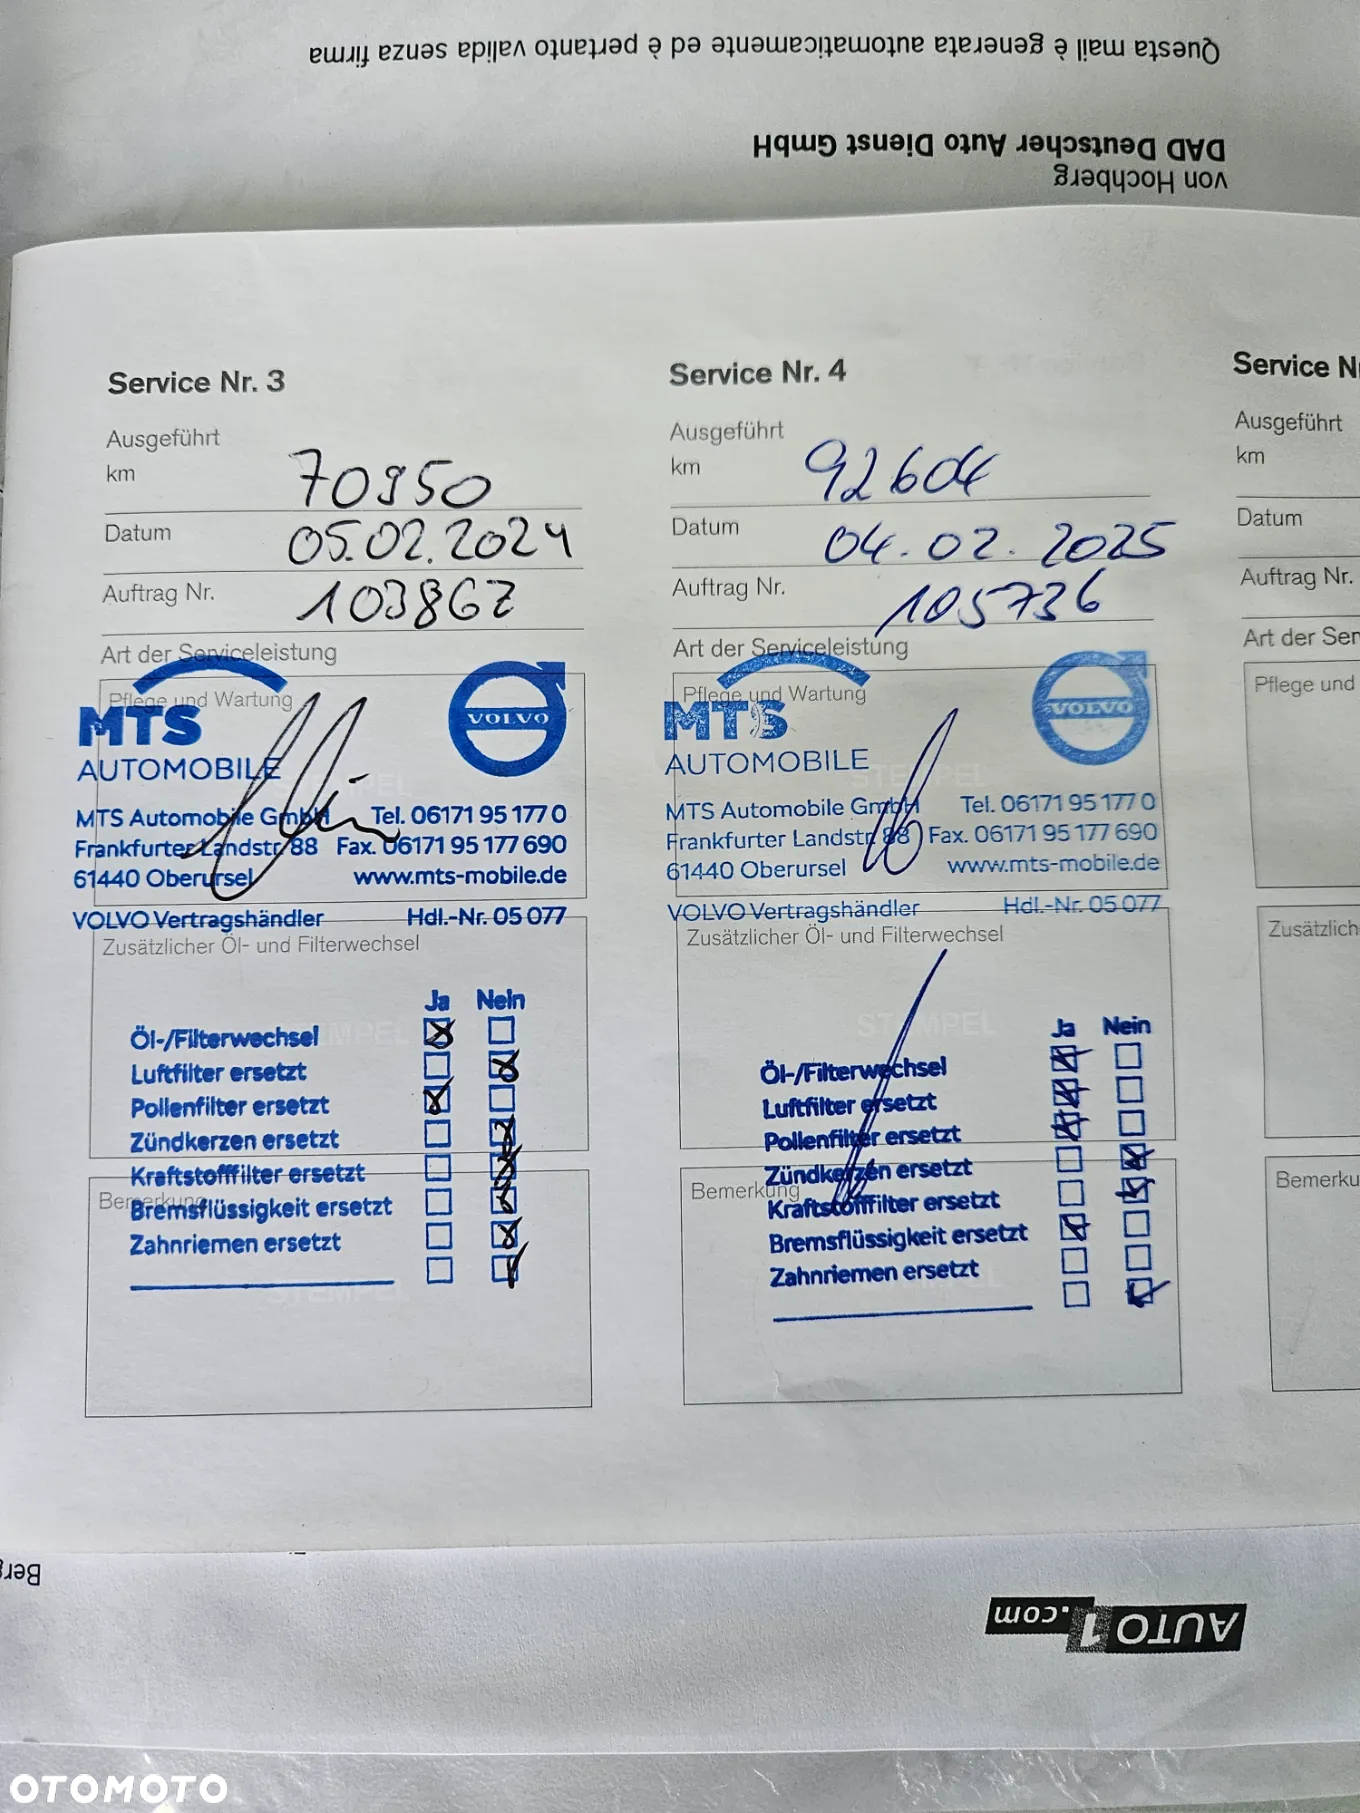 Questa mail è generata automaticamente ed è pertanto valida senza firma
DAD Deutscher Auto Dienst GmbH
von Hochberg
Service Nr. 3
Ausgeführt
km 70950
Datum 05.02.2024
Auftrag Nr. 103867
Art der Serviceleistung
Pflege und Wartung
MTS
AUTOMOBILE
VOLVO
MTS Automobile GmbH Tel. 06171 95 177 0
Frankfurter Landstr. 88 Fax. 06171 95 177 690
61440 Oberursel www.mts-mobile.de
VOLVO Vertragshändler Hdl.-Nr. 05 077
Zusätzlicher Öl- und Filterwechsel
STEMPEL
Ja Nein
Öl-/Filterwechsel
Luftfilter ersetzt
Pollenfilter ersetzt
Zündkerzen ersetzt
Kraftstofffilter ersetzt
Bemerkung
Bremsflüssigkeit ersetzt
Zahnriemen ersetzt
STEMPEL
Service Nr. 4
Ausgeführt
km 92604
Datum 04.02.2025
Auftrag Nr. 105736
Art der Serviceleistung
Pflege und Wartung
MTS
AUTOMOBILE
VOLVO
MTS Automobile GmbH Tel. 06171 95 177 0
Frankfurter Landstr. 88 Fax. 06171 95 177 690
61440 Oberursel www.mts-mobile.de
VOLVO Vertragshändler Hdl.-Nr. 05 077
Zusätzlicher Öl- und Filterwechsel
STEMPEL
Ja Nein
Öl-/Filterwechsel
Luftfilter ersetzt
Pollenfilter ersetzt
Zündkerzen ersetzt
Bemerkung
Kraftstofffilter ersetzt
Bremsflüssigkeit ersetzt
Zahnriemen ersetzt
Service N
Ausgeführt
km
Datum
Auftrag Nr.
Art der Ser
Pflege und
Zusätzlich
Bemerku
Berg
AUTO1.com
OTOMOTO